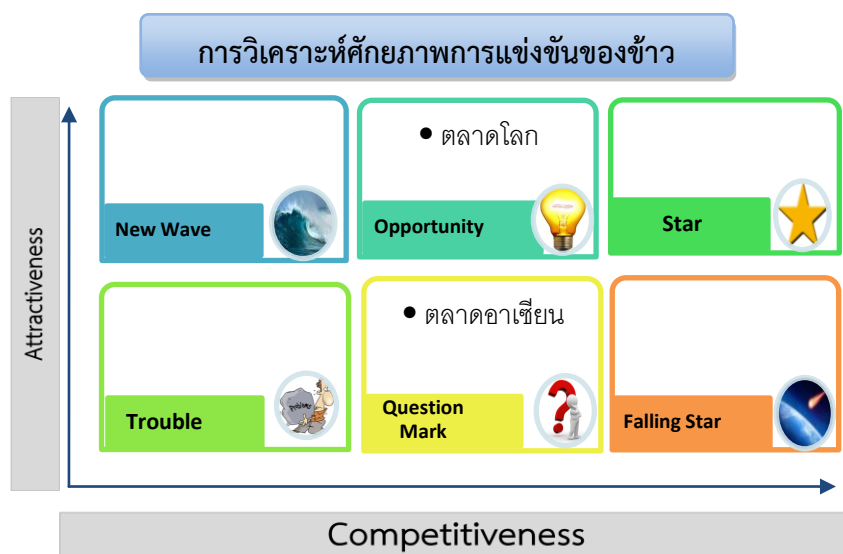 การวิเคราะห์ศักยภาพการแข่งขันของข้าว
Attractiveness
• ตลาดโลก
New Wave
Opportunity
Star
• ตลาดอาเซียน
Trouble
Problems
Question
Mark
Falling Star
Competitiveness